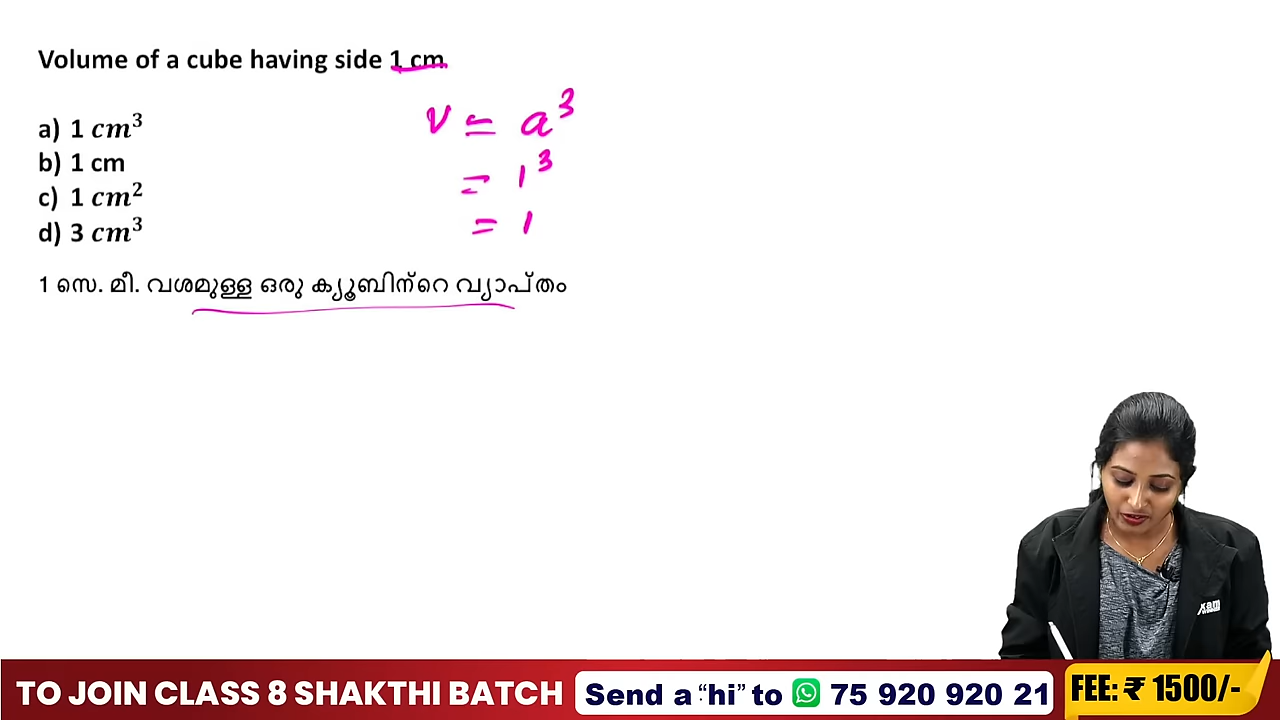 Volume of a cube having side 1 cm
a) 1 cm³
b) 1 cm
c) 1 cm²
d) 3 cm³
v = a³
= 1³
= 1
1 സെ. മീ. വശമുള്ള ഒരു ക്യൂബിന്റെ വ്യാപ്തം
TO JOIN CLASS 8 SHAKTHI BATCH
Send a “hi” to 75 920 920 21
FEE: ₹ 1500/-